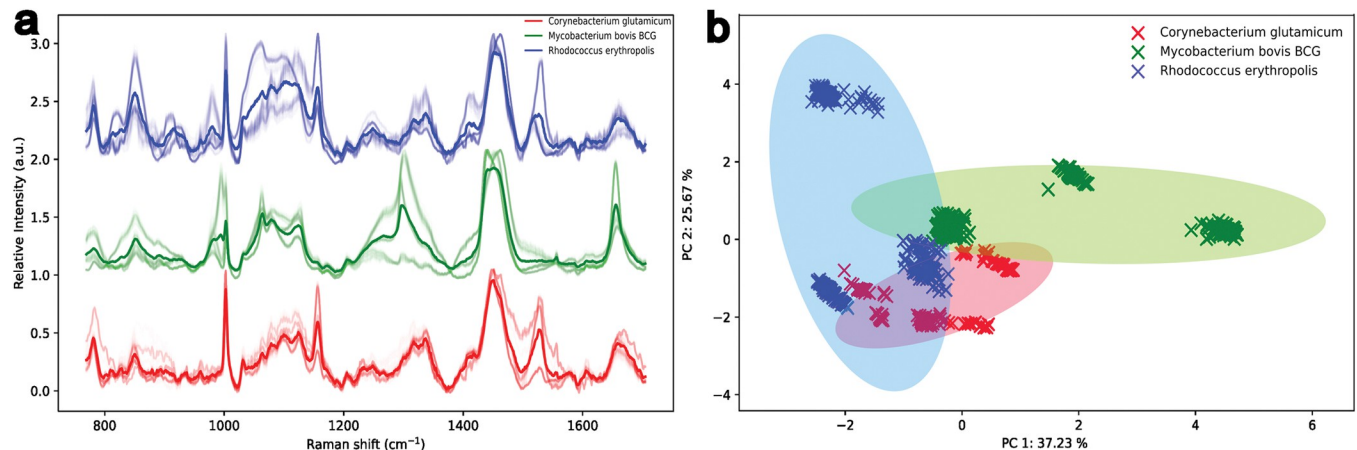 a
Corynebacterium glutamicum
Mycobacterium bovis BCG
Rhodococcus erythropolis
3.0
2.5
2.0
1.5
1.0
0.5
0.0
Relative Intensity (a.u.)
800
1000
1200
1400
1600
Raman shift (cm⁻¹)
b
Corynebacterium glutamicum
Mycobacterium bovis BCG
Rhodococcus erythropolis
4
2
0
−2
−4
PC 2: 25.67 %
−2
0
2
4
6
PC 1: 37.23 %